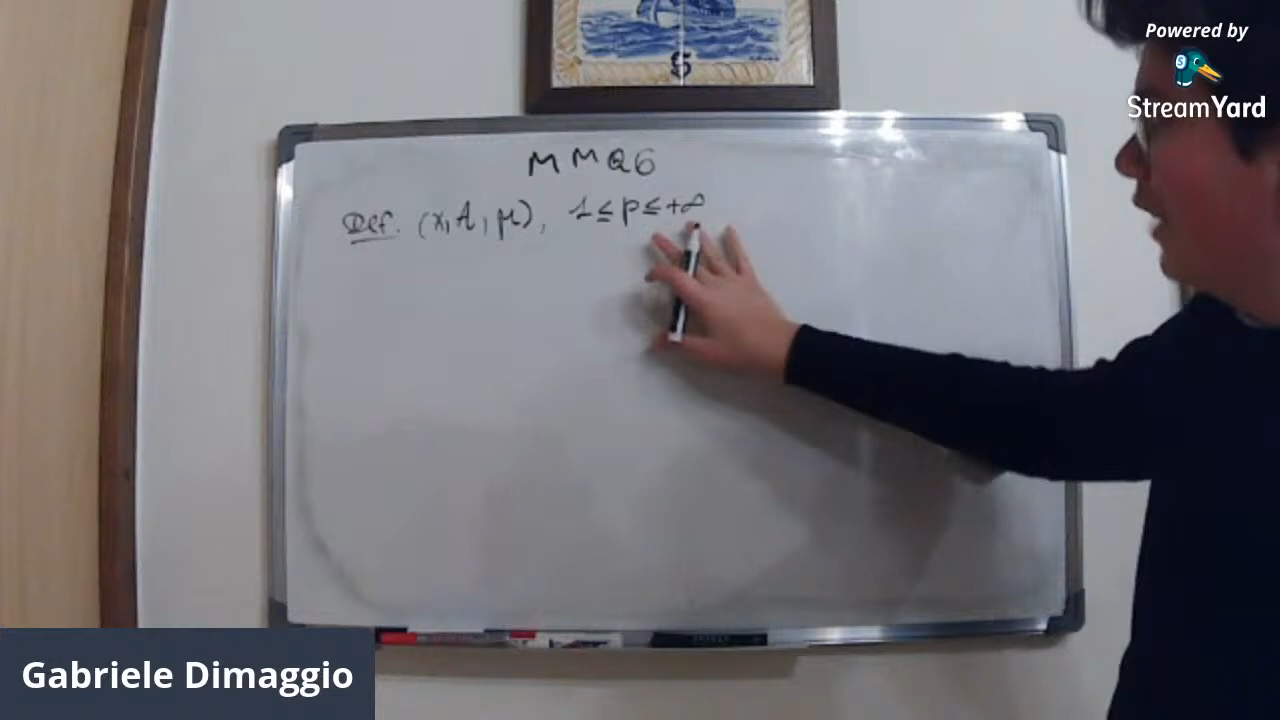 Powered by
StreamYard
MMQ6
Def. (X, A, μ), 1 ≤ p ≤ +∞
Gabriele Dimaggio